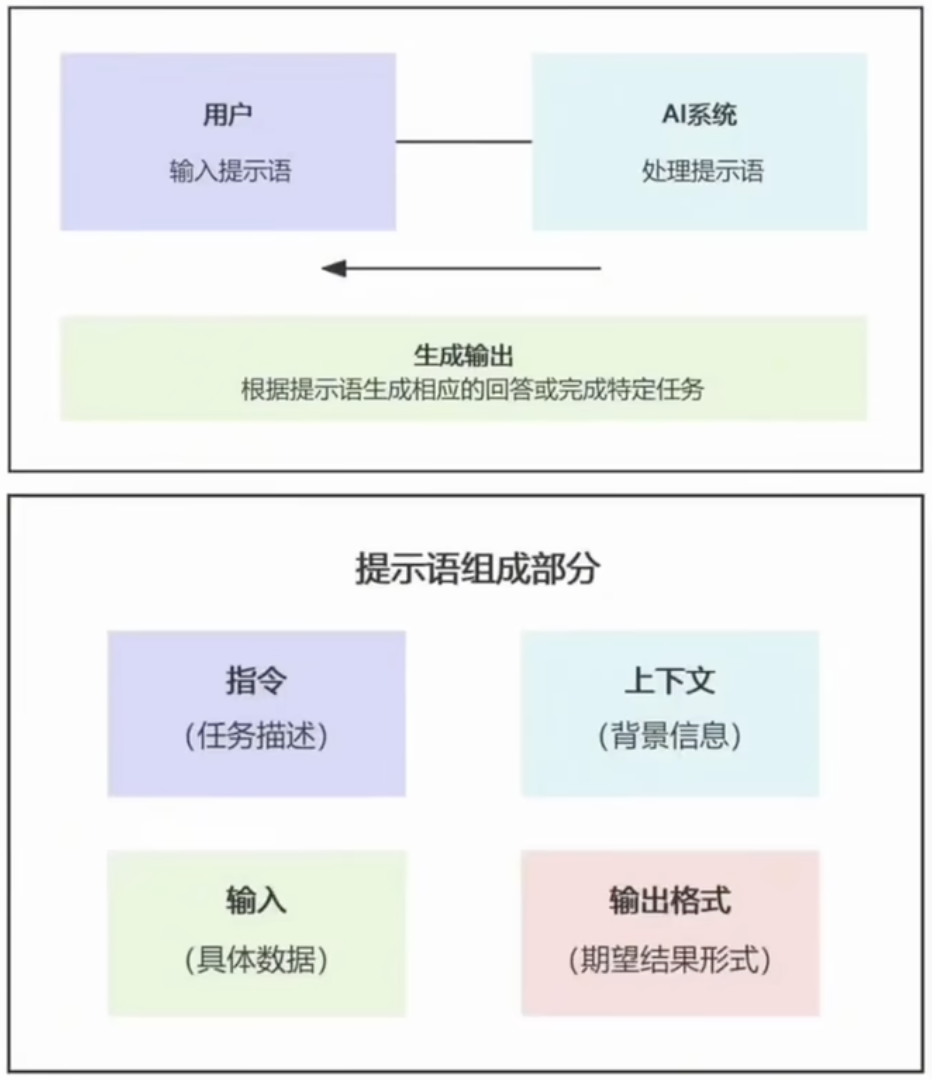 用户
输入提示语
AI系统
处理提示语
生成输出
根据提示语生成相应的回答或完成特定任务
提示语组成部分
指令
（任务描述）
上下文
（背景信息）
输入
（具体数据）
输出格式
（期望结果形式）